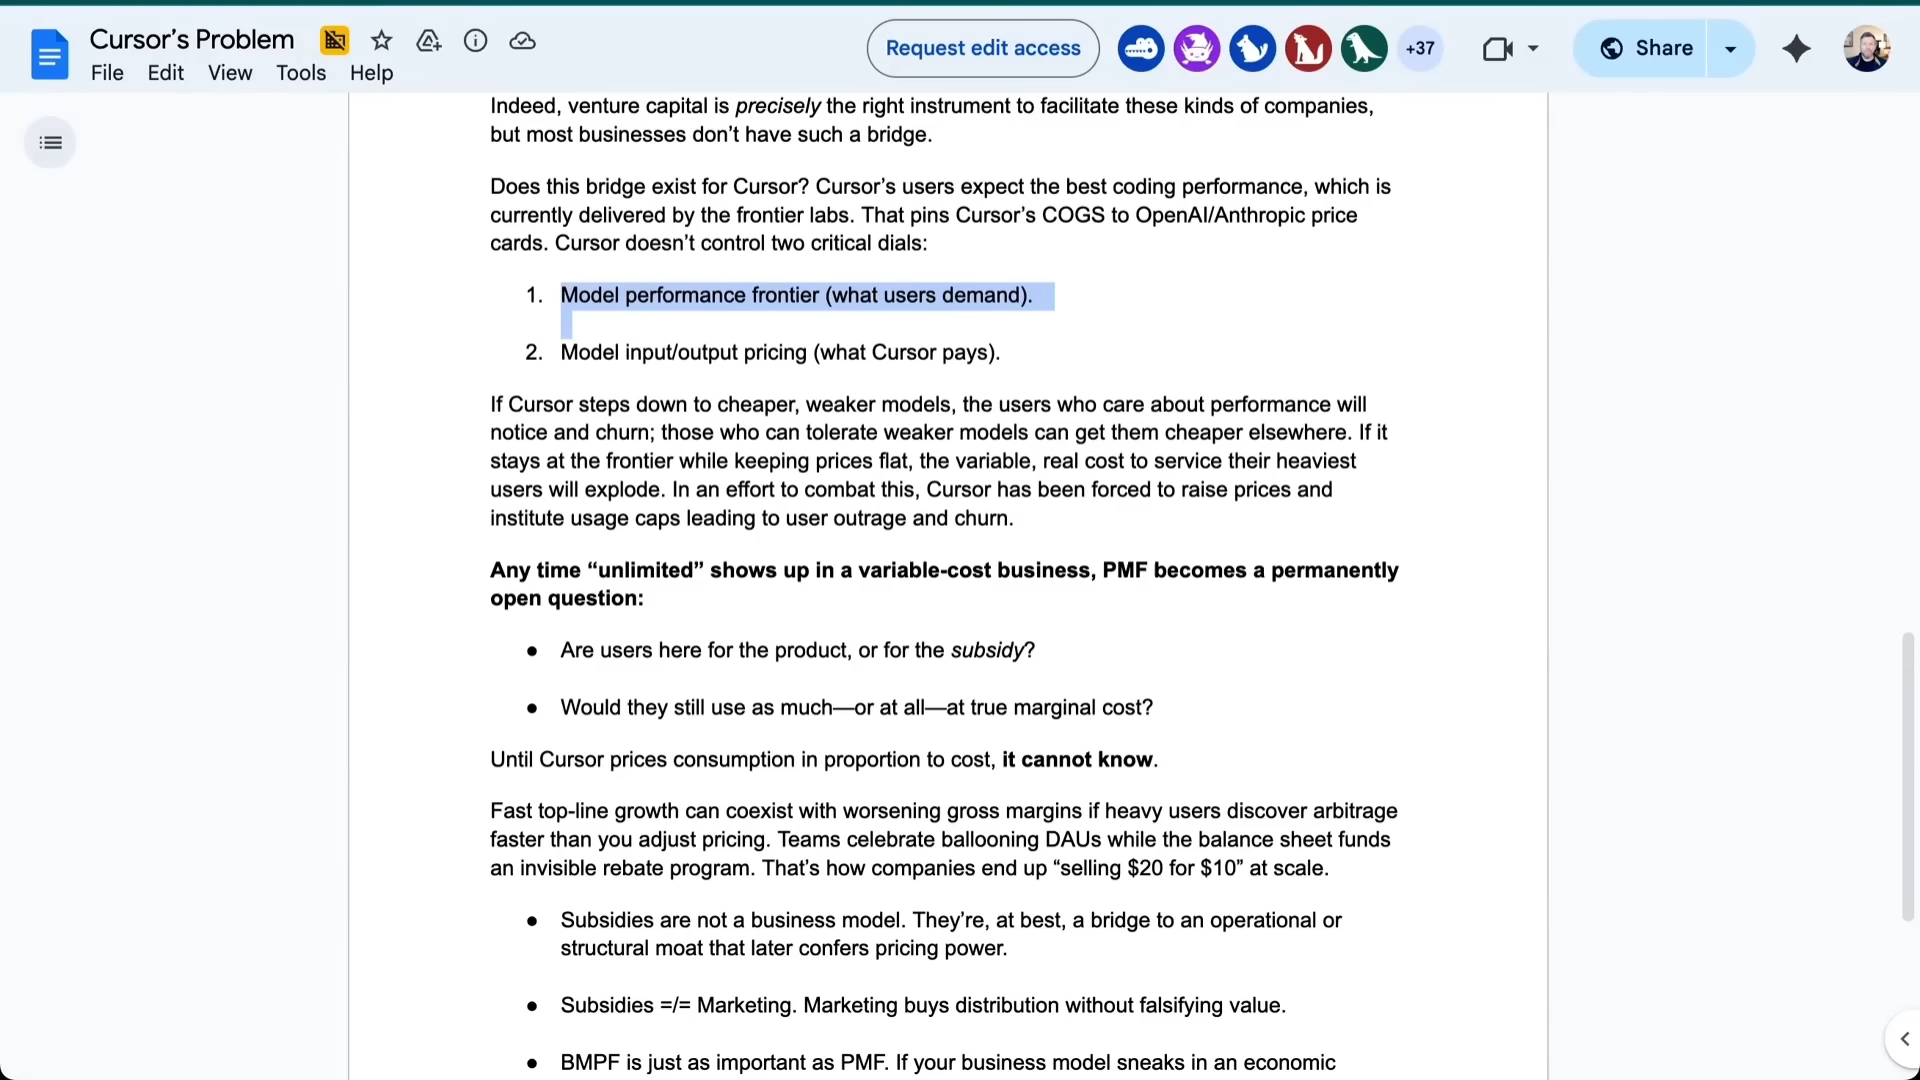 Cursor’s Problem
File Edit View Tools Help
Request edit access
+37
Share
Indeed, venture capital is precisely the right instrument to facilitate these kinds of companies,
but most businesses don’t have such a bridge.
Does this bridge exist for Cursor? Cursor’s users expect the best coding performance, which is
currently delivered by the frontier labs. That pins Cursor’s COGS to OpenAI/Anthropic price
cards. Cursor doesn’t control two critical dials:
1. Model performance frontier (what users demand).
2. Model input/output pricing (what Cursor pays).
If Cursor steps down to cheaper, weaker models, the users who care about performance will
notice and churn; those who can tolerate weaker models can get them cheaper elsewhere. If it
stays at the frontier while keeping prices flat, the variable, real cost to service their heaviest
users will explode. In an effort to combat this, Cursor has been forced to raise prices and
institute usage caps leading to user outrage and churn.
Any time “unlimited” shows up in a variable-cost business, PMF becomes a permanently
open question:
● Are users here for the product, or for the subsidy?
● Would they still use as much—or at all—at true marginal cost?
Until Cursor prices consumption in proportion to cost, it cannot know.
Fast top-line growth can coexist with worsening gross margins if heavy users discover arbitrage
faster than you adjust pricing. Teams celebrate ballooning DAUs while the balance sheet funds
an invisible rebate program. That’s how companies end up “selling $20 for $10” at scale.
● Subsidies are not a business model. They’re, at best, a bridge to an operational or
structural moat that later confers pricing power.
● Subsidies =/= Marketing. Marketing buys distribution without falsifying value.
● BMPF is just as important as PMF. If your business model sneaks in an economic